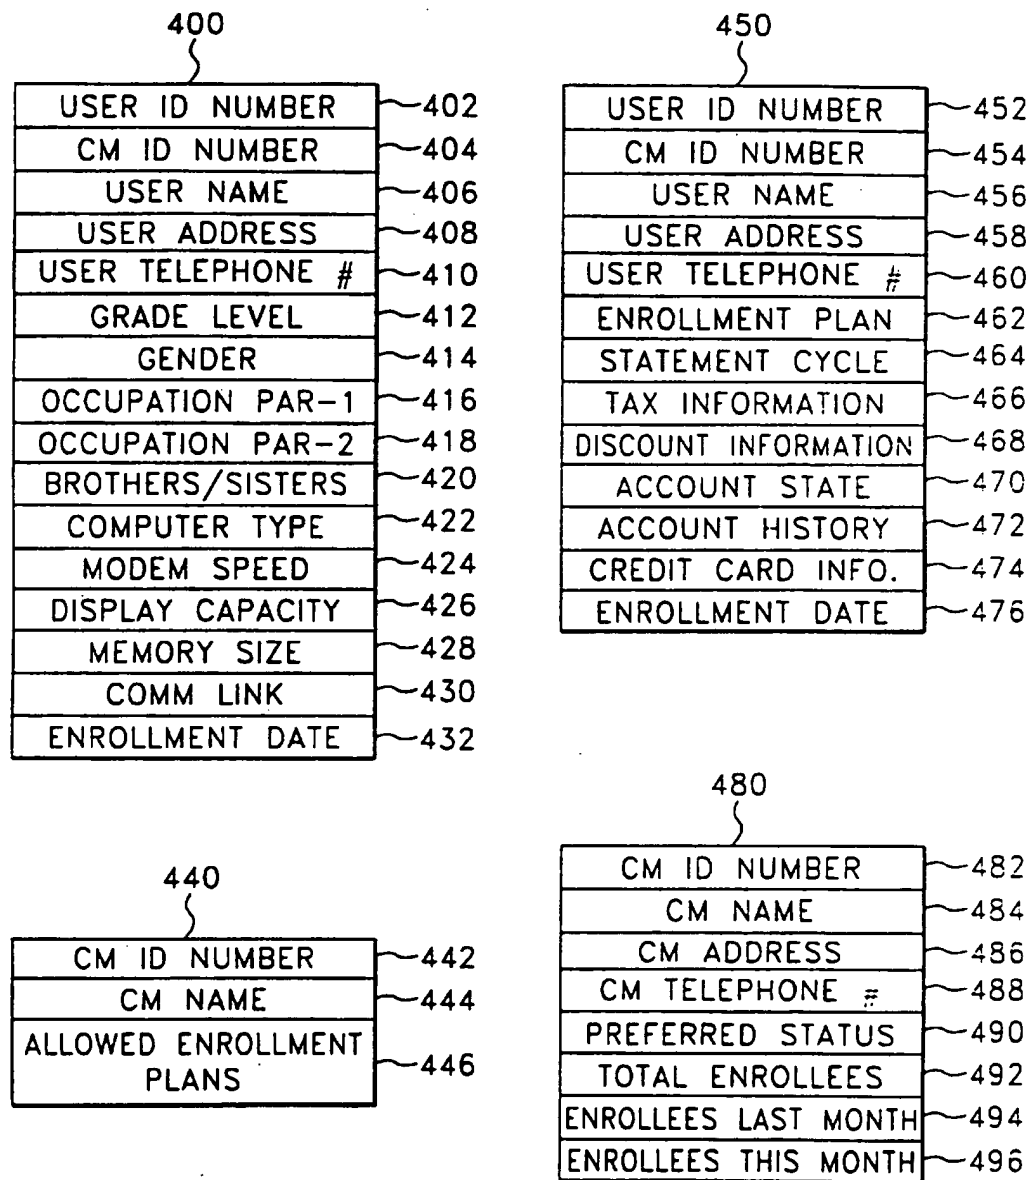 400
USER ID NUMBER 402
CM ID NUMBER 404
USER NAME 406
USER ADDRESS 408
USER TELEPHONE # 410
GRADE LEVEL 412
GENDER 414
OCCUPATION PAR-1 416
OCCUPATION PAR-2 418
BROTHERS/SISTERS 420
COMPUTER TYPE 422
MODEM SPEED 424
DISPLAY CAPACITY 426
MEMORY SIZE 428
COMM LINK 430
ENROLLMENT DATE 432
450
USER ID NUMBER 452
CM ID NUMBER 454
USER NAME 456
USER ADDRESS 458
USER TELEPHONE # 460
ENROLLMENT PLAN 462
STATEMENT CYCLE 464
TAX INFORMATION 466
DISCOUNT INFORMATION 468
ACCOUNT STATE 470
ACCOUNT HISTORY 472
CREDIT CARD INFO. 474
ENROLLMENT DATE 476
440
CM ID NUMBER 442
CM NAME 444
ALLOWED ENROLLMENT
PLANS 446
480
CM ID NUMBER 482
CM NAME 484
CM ADDRESS 486
CM TELEPHONE # 488
PREFERRED STATUS 490
TOTAL ENROLLEES 492
ENROLLEES LAST MONTH 494
ENROLLEES THIS MONTH 496